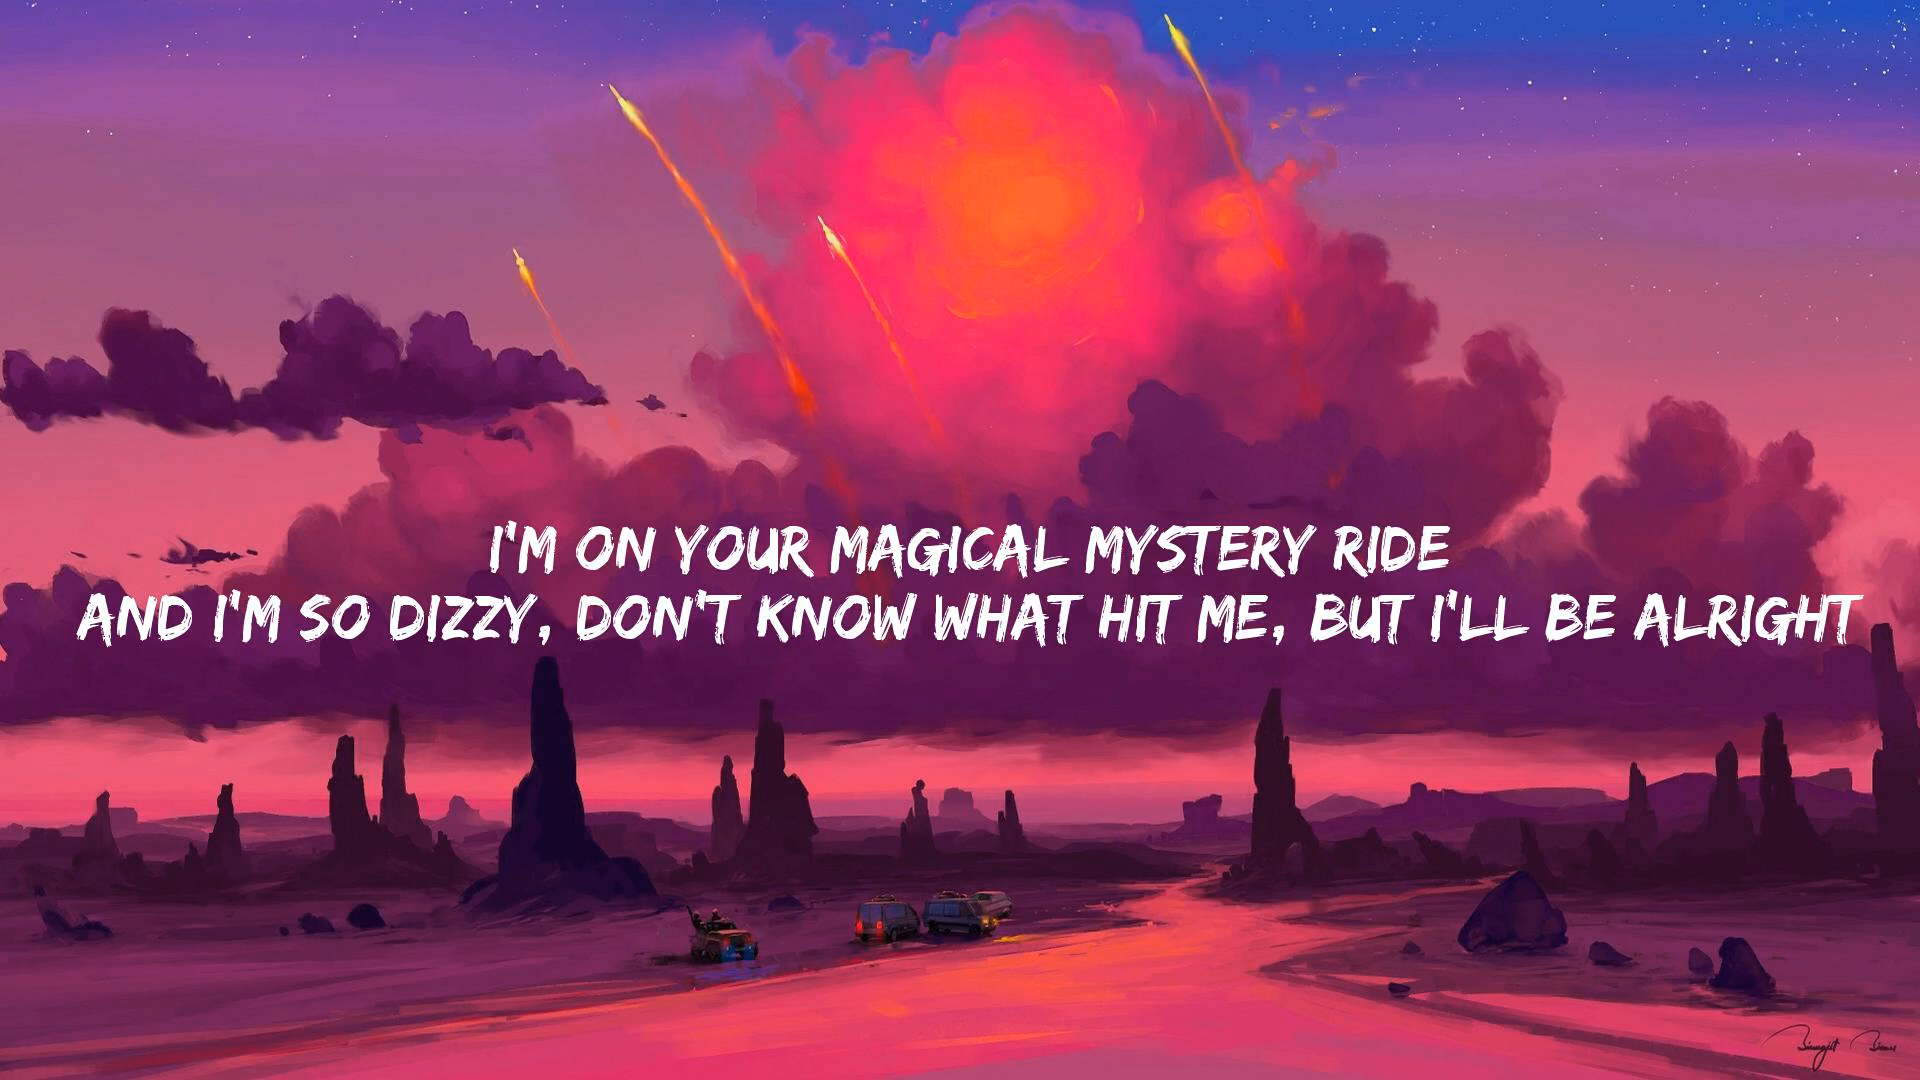 I'M ON YOUR MAGICAL MYSTERY RIDE
AND I'M SO DIZZY, DON'T KNOW WHAT HIT ME, BUT I'LL BE ALRIGHT